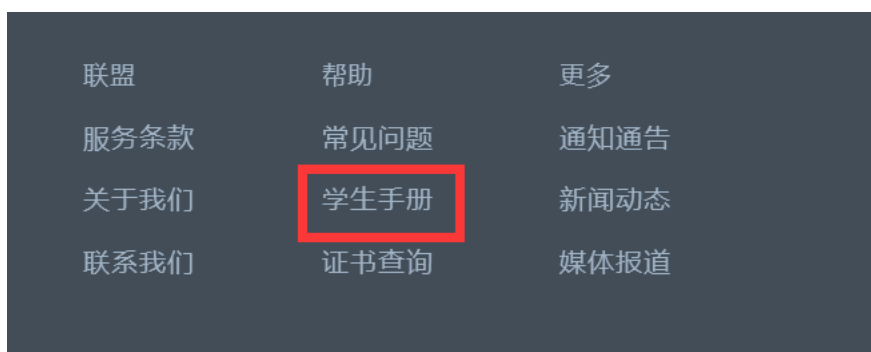 联盟 帮助 更多
服务条款 常见问题 通知通告
关于我们 学生手册 新闻动态
联系我们 证书查询 媒体报道